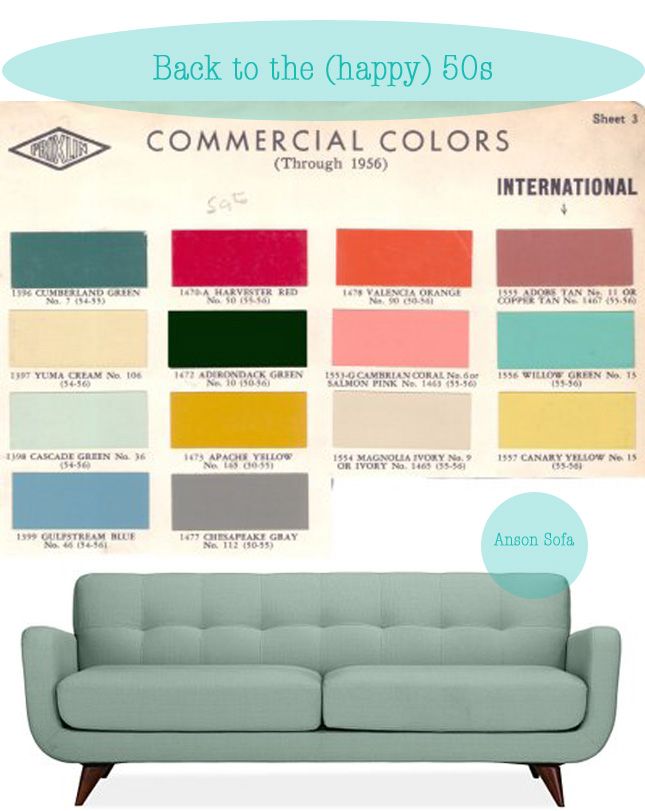 Back to the (happy) 50s
Sheet 3
COMMERCIAL COLORS
(Through 1956)
INTERNATIONAL
1396 CUMBERLAND GREEN
No. 7 (54-55)
1470-A HARVESTER RED
No. 50 (55-56)
1478 VALENCIA ORANGE
No. 90 (50-56)
1555 ADOBE TAN No. 11 OR
COPPER TAN No. 1467 (55-56)
1397 YUMA CREAM No. 106
(54-56)
1472 ADIRONDACK GREEN
No. 10 (50-56)
1553-G CAMBRIAN CORAL No. 6 or
SALMON PINK No. 1463 (55-56)
1556 WILLOW GREEN No. 13
(55-56)
1398 CASCADE GREEN No. 36
(54-56)
1473 APACHE YELLOW
No. 165 (50-55)
1554 MAGNOLIA IVORY No. 9
OR IVORY No. 1465 (55-56)
1557 CANARY YELLOW No. 15
(55-56)
1399 GULFSTREAM BLUE
No. 46 (54-56)
1477 CHESAPEAKE GRAY
No. 112 (50-55)
Anson Sofa